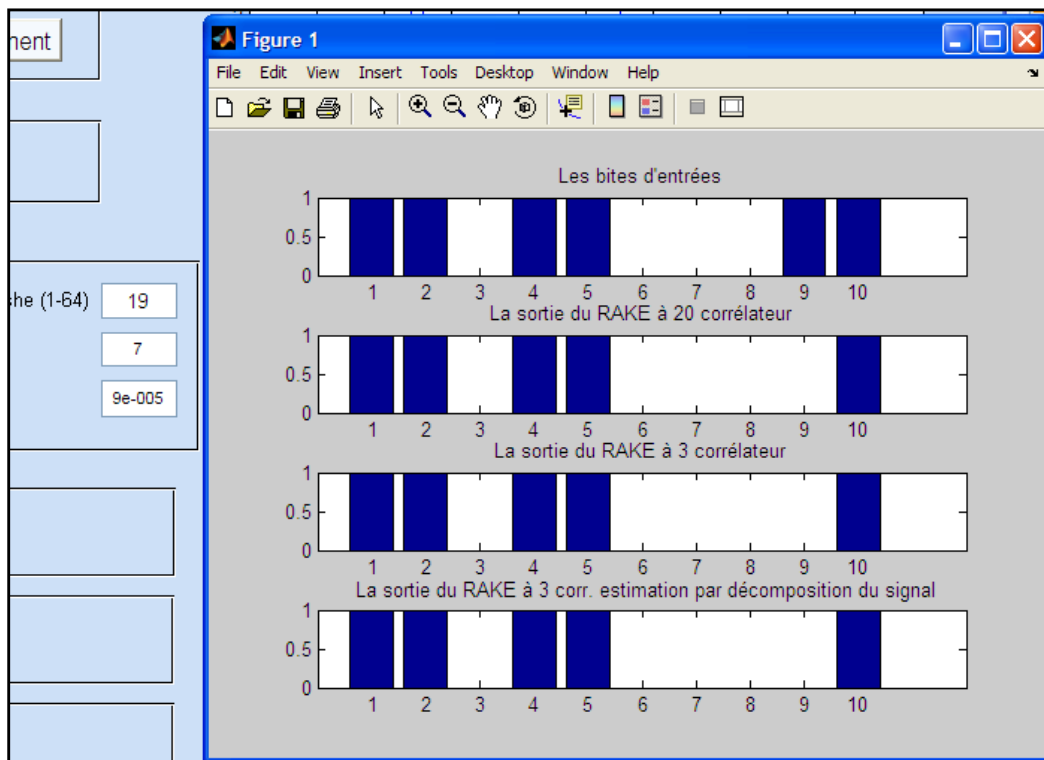 nent
Figure 1
File Edit View Insert Tools Desktop Window Help
she (1-64) 19
7
9e-005
Les bites d'entrées
1
0.5
0
1 2 3 4 5 6 7 8 9 10
La sortie du RAKE à 20 corrélateur
1
0.5
0
1 2 3 4 5 6 7 8 9 10
La sortie du RAKE à 3 corrélateur
1
0.5
0
1 2 3 4 5 6 7 8 9 10
La sortie du RAKE à 3 corr. estimation par décomposition du signal
1
0.5
0
1 2 3 4 5 6 7 8 9 10